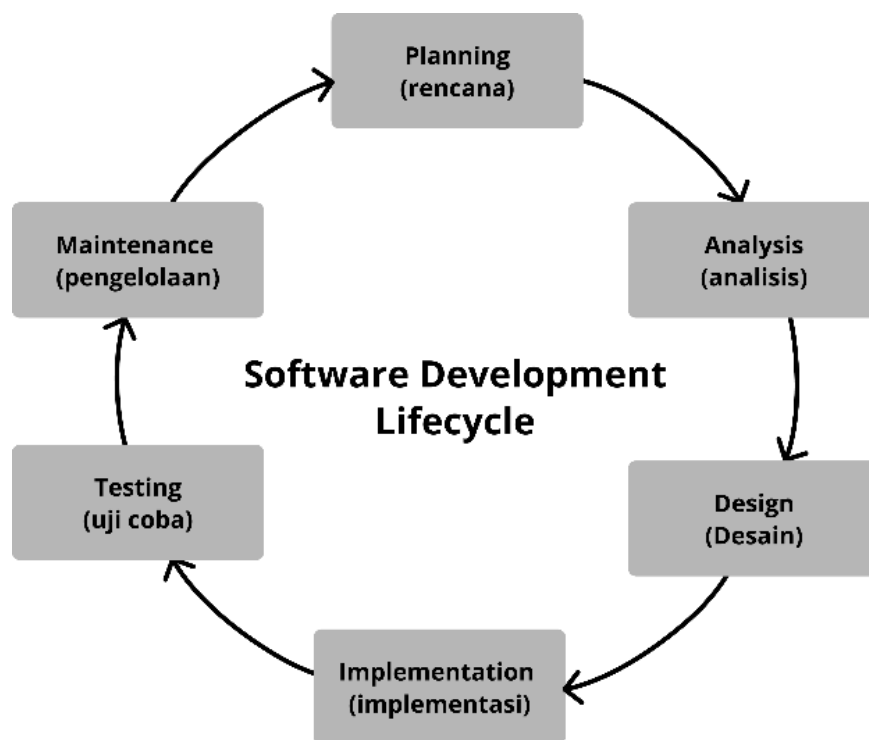 Planning
(rencana)
Analysis
(analisis)
Design
(Desain)
Implementation
(implementasi)
Testing
(uji coba)
Maintenance
(pengelolaan)
Software Development
Lifecycle